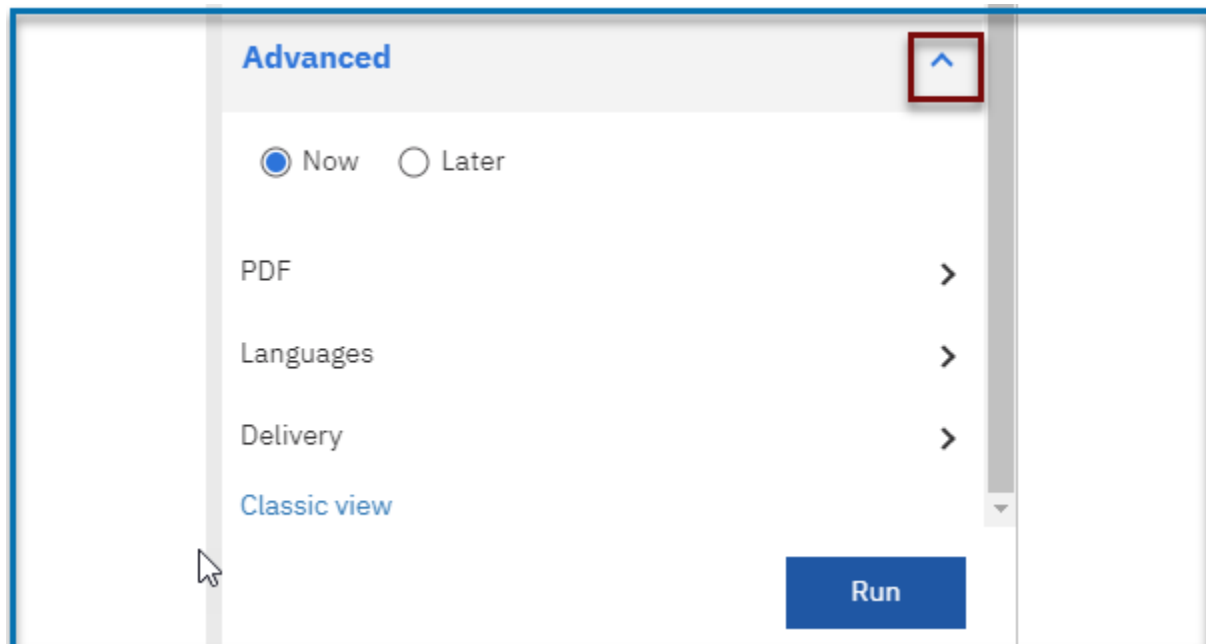 Advanced
Now Later
PDF
Languages
Delivery
Classic view
Run